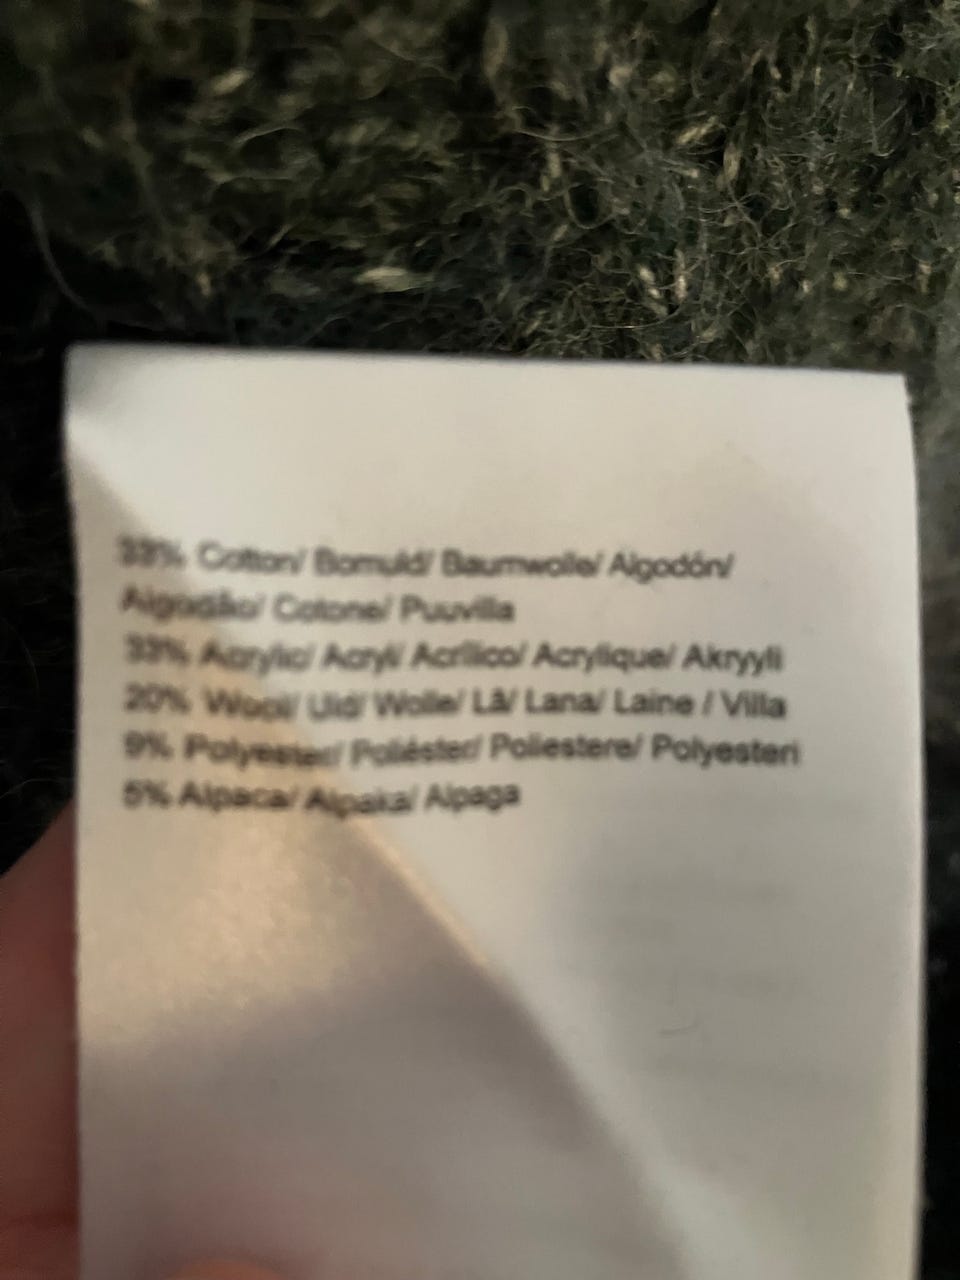 33% Cotton/ Bomuld/ Baumwolle/ Algodón/
Algodão/ Cotone/ Puuvilla
33% Acrylic/ Acryl/ Acrílico/ Acrylique/ Akryyli
20% Wool/ Uld/ Wolle/ Lã/ Lana/ Laine / Villa
9% Polyester/ Poliéster/ Poliestere/ Polyesteri
5% Alpaca/ Alpaka/ Alpaga